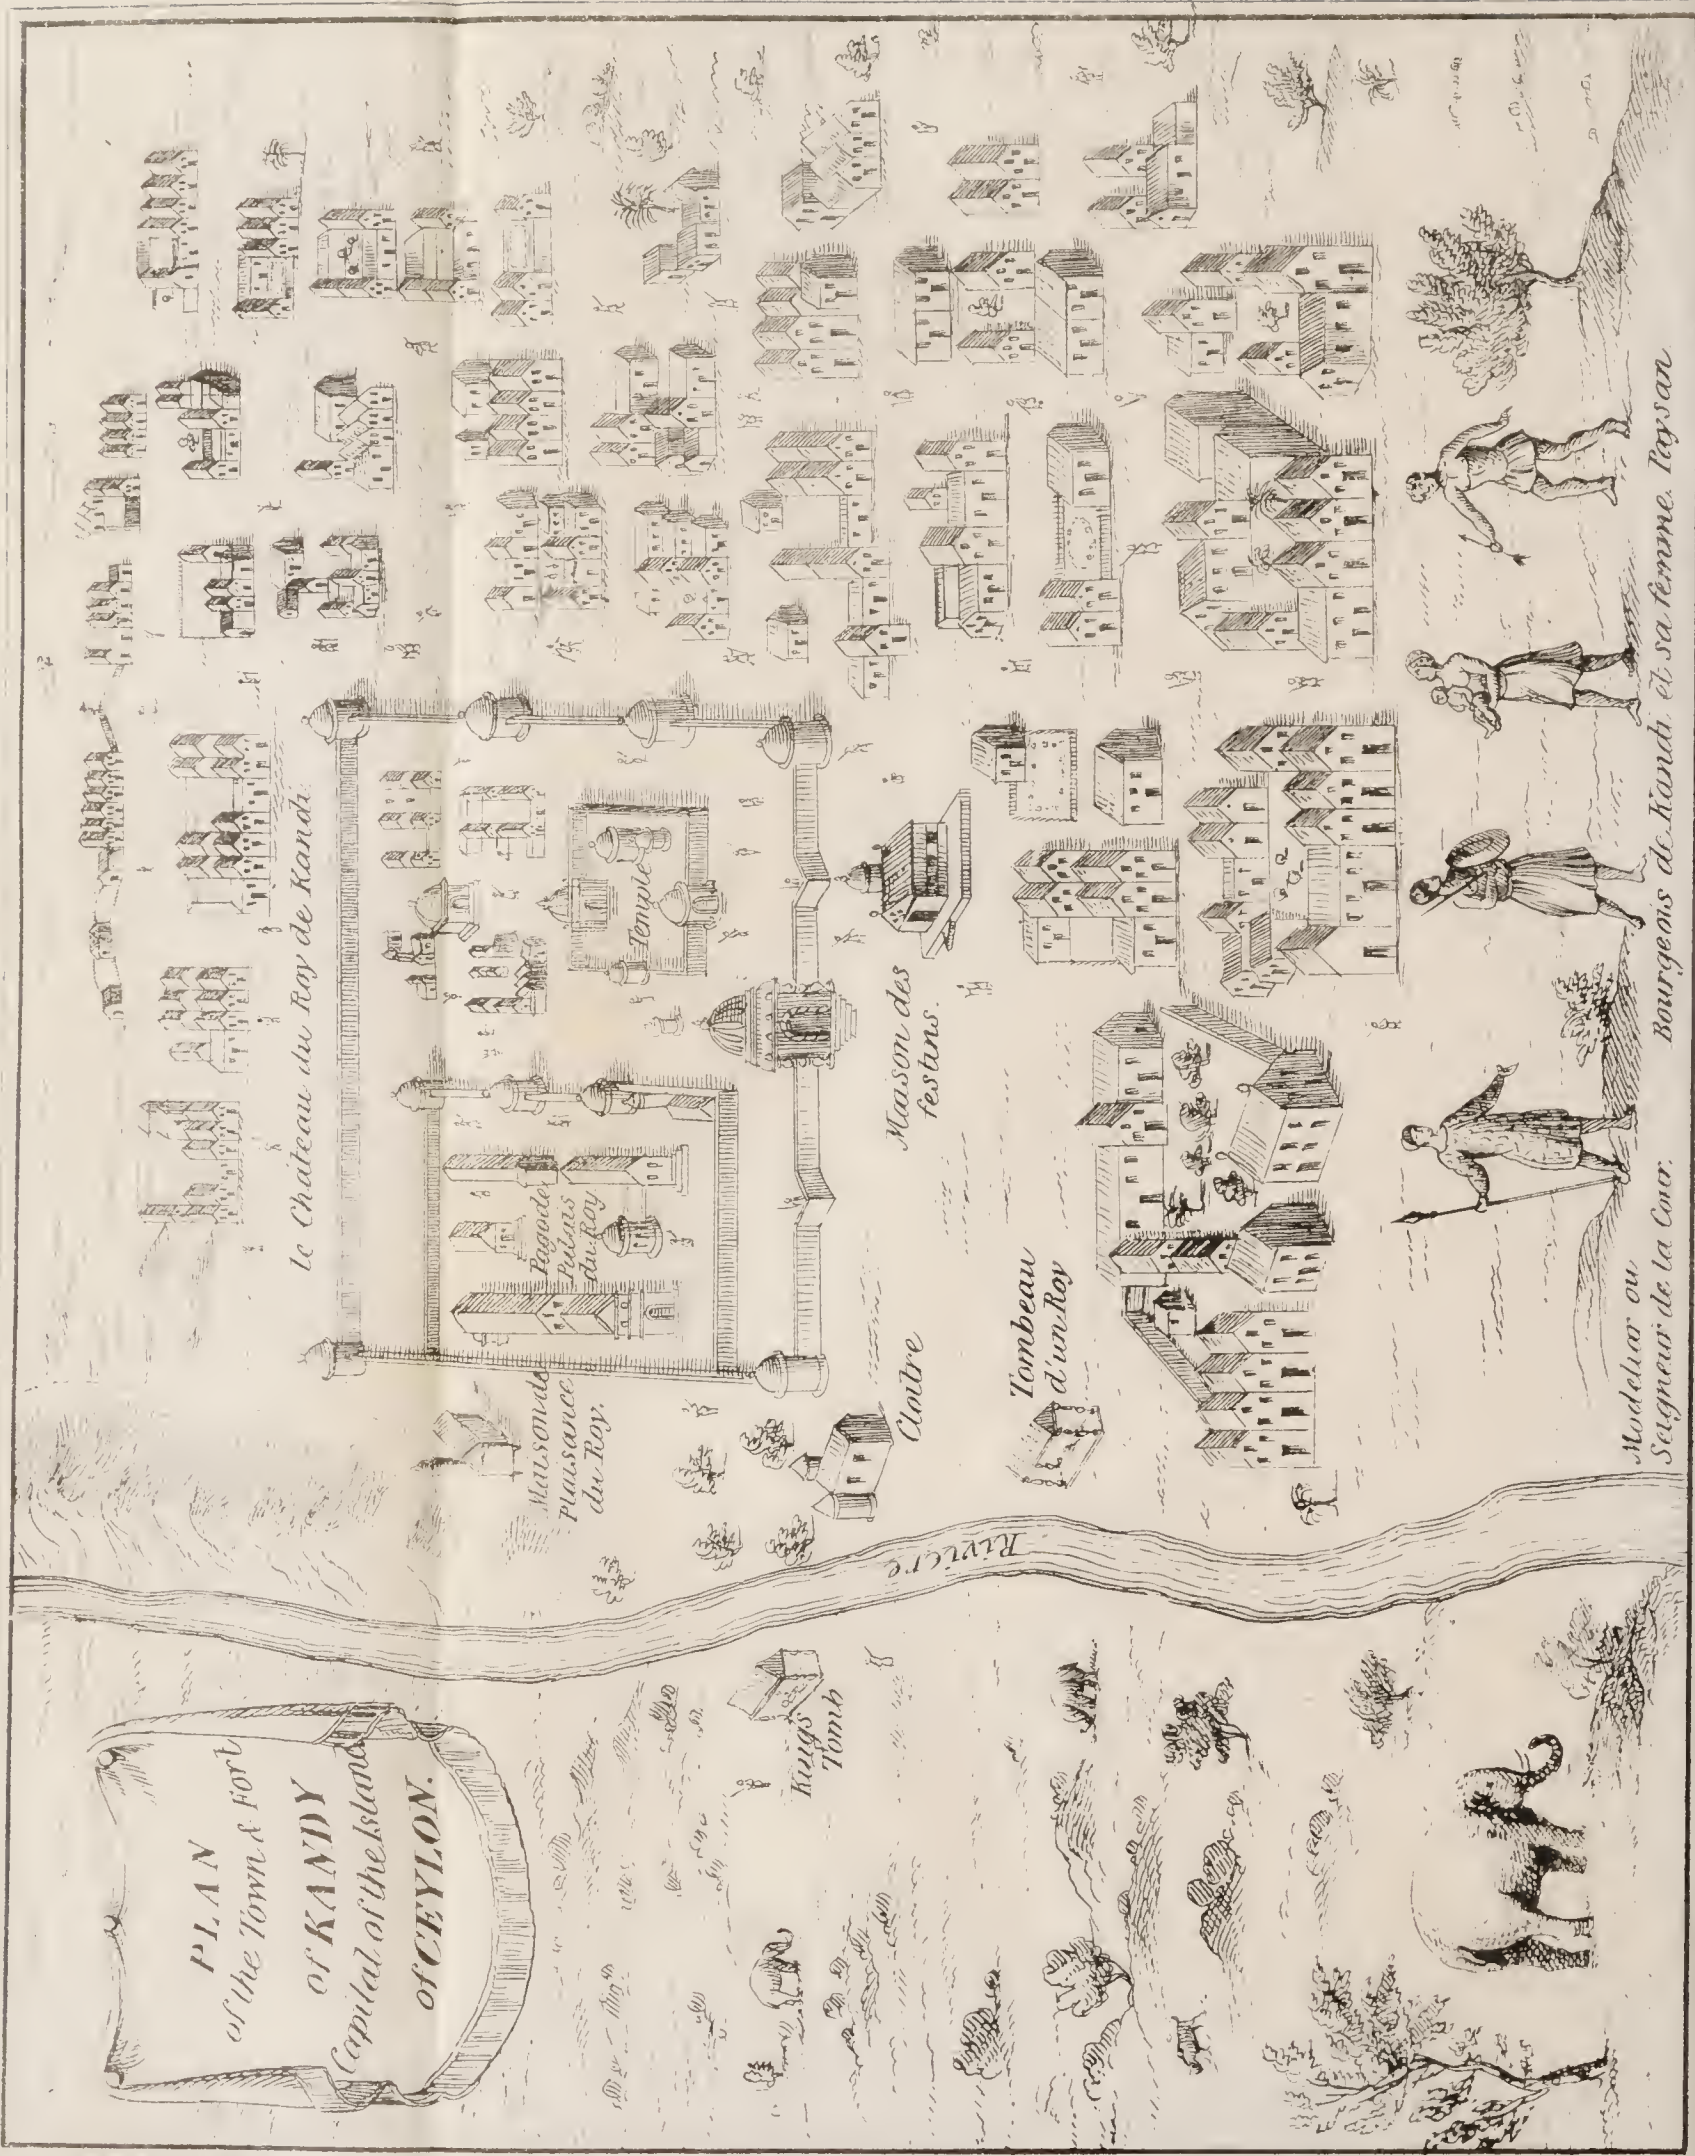 PLAN
of the Town & Fort
of KANDY
Capital of the Island
of CEYLON.
Le Chateau du Roy de Kandi
Maison de
Plaisance
du Roy.
Pagode
Palais
du Roy
Temple
Maison des
festins.
Cloitre
Tombeau
d'un Roy
Riviere
Kings
Tomb
Modeliar ou
Seigneur de la Cour.
Bourgeois de Kandi et sa femme. Paysan